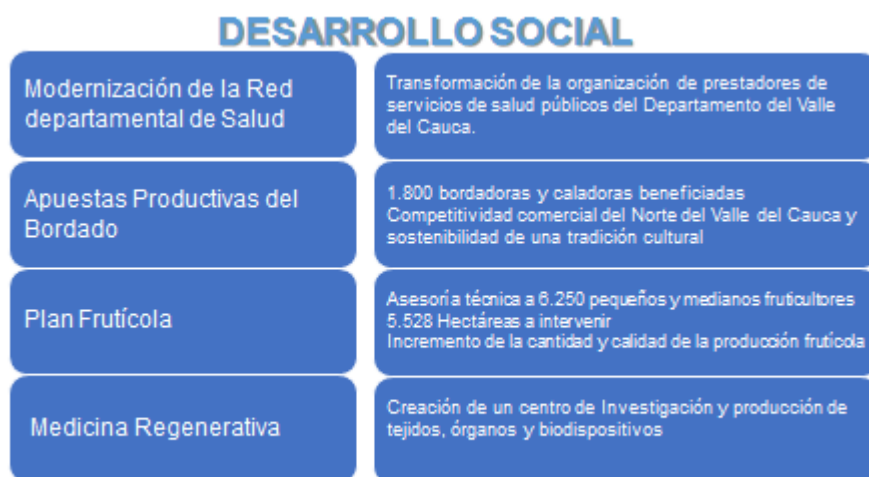 DESARROLLO SOCIAL
Modernización de la Red
departamental de Salud
Transformación de la organización de prestadores de
servicios de salud públicos del Departamento del Valle
del Cauca.
Apuestas Productivas del
Bordado
1.800 bordadoras y caladoras beneficiadas
Competitividad comercial del Norte del Valle del Cauca y
sostenibilidad de una tradición cultural
Plan Frutícola
Asesoría técnica a 6.250 pequeños y medianos fruticultores
5.528 Hectáreas a intervenir
Incremento de la cantidad y calidad de la producción frutícola
Medicina Regenerativa
Creación de un centro de Investigación y producción de
tejidos, órganos y biodispositivos